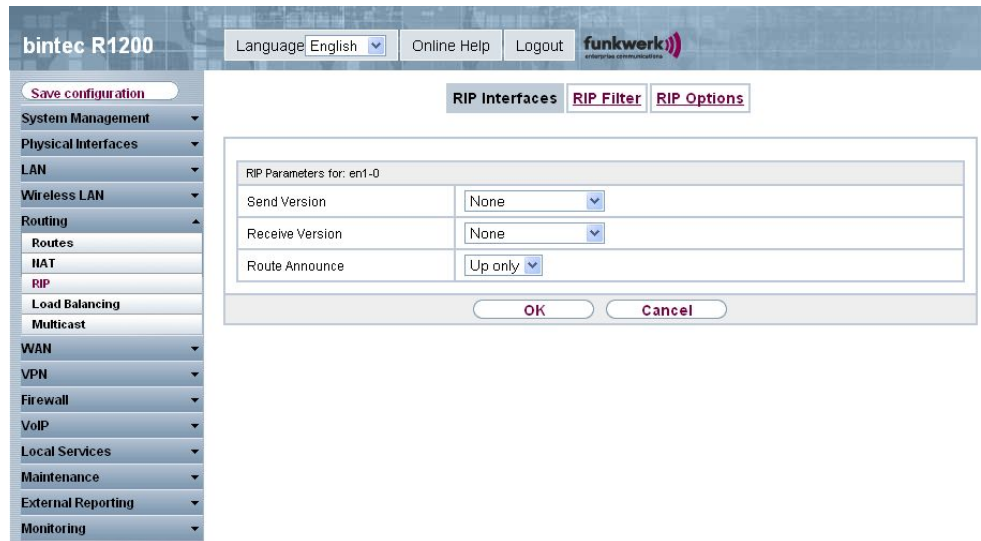 bintec R1200
Language English Online Help Logout funkwerk
enterprise communications
Save configuration
System Management
Physical Interfaces
LAN
Wireless LAN
Routing
Routes
NAT
RIP
Load Balancing
Multicast
WAN
VPN
Firewall
VoIP
Local Services
Maintenance
External Reporting
Monitoring
RIP Interfaces RIP Filter RIP Options
RIP Parameters for: en1-0
Send Version None
Receive Version None
Route Announce Up only
OK Cancel